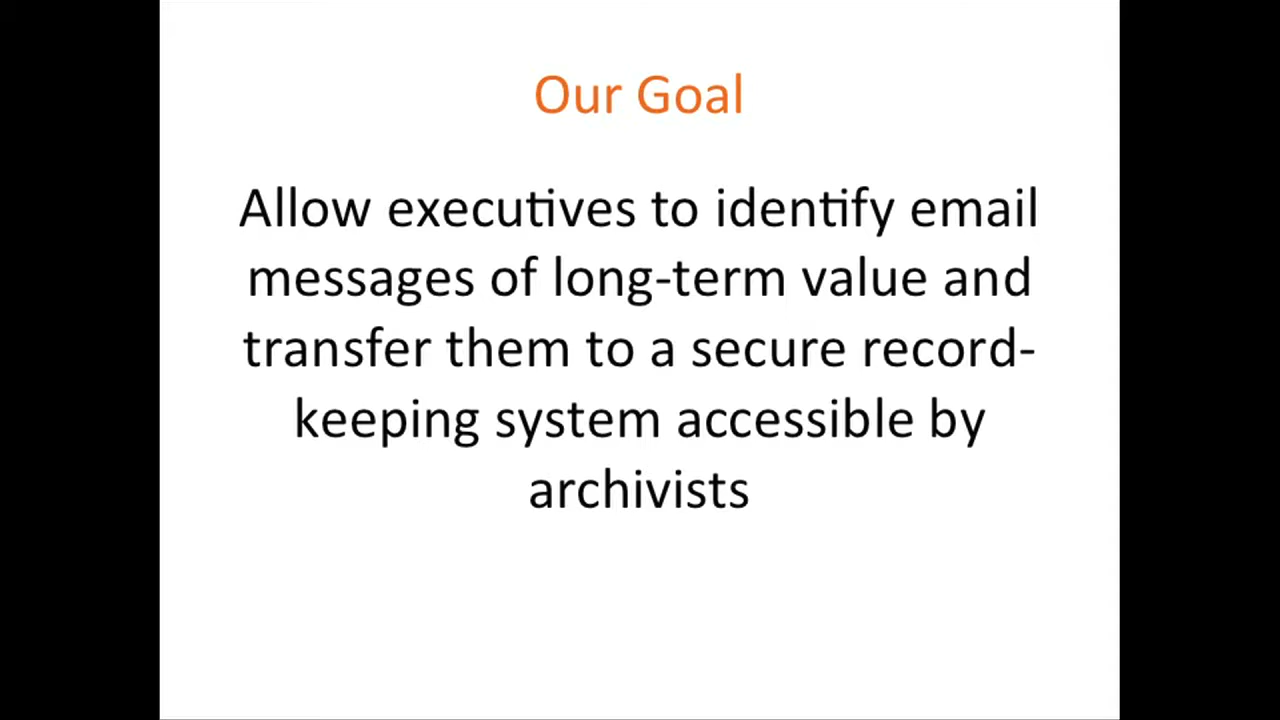 Our Goal
Allow executives to identify email
messages of long-term value and
transfer them to a secure record-
keeping system accessible by
archivists